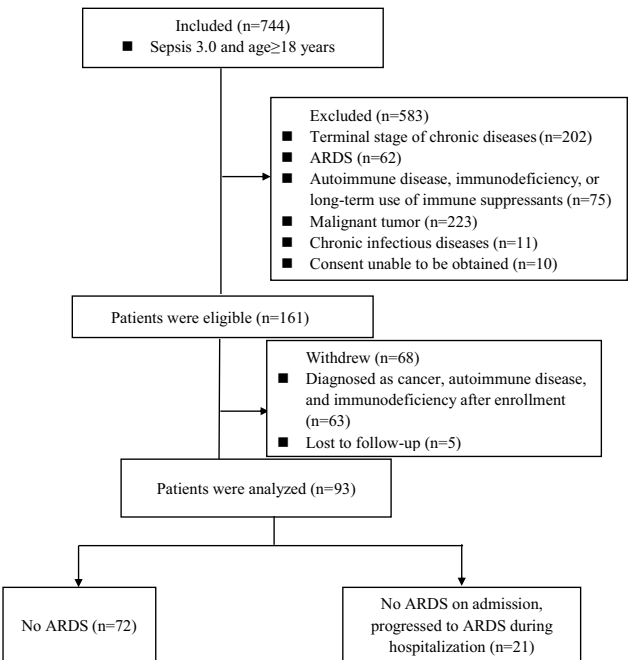 Included (n=744)
■ Sepsis 3.0 and age≥18 years
Excluded (n=583)
■ Terminal stage of chronic diseases (n=202)
■ ARDS (n=62)
■ Autoimmune disease, immunodeficiency, or
long-term use of immune suppressants (n=75)
■ Malignant tumor (n=223)
■ Chronic infectious diseases (n=11)
■ Consent unable to be obtained (n=10)
Patients were eligible (n=161)
Withdrew (n=68)
■ Diagnosed as cancer, autoimmune disease,
and immunodeficiency after enrollment
(n=63)
■ Lost to follow-up (n=5)
Patients were analyzed (n=93)
No ARDS (n=72)
No ARDS on admission,
progressed to ARDS during
hospitalization (n=21)